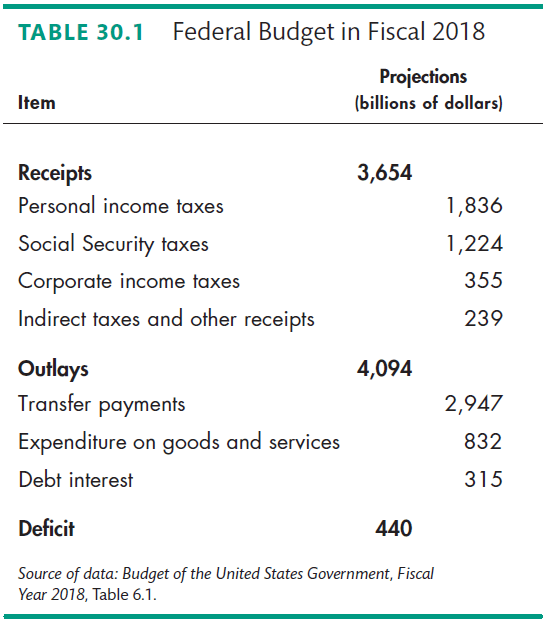 TABLE 30.1 Federal Budget in Fiscal 2018
Projections
Item (billions of dollars)
Receipts 3,654
Personal income taxes 1,836
Social Security taxes 1,224
Corporate income taxes 355
Indirect taxes and other receipts 239
Outlays 4,094
Transfer payments 2,947
Expenditure on goods and services 832
Debt interest 315
Deficit 440
Source of data: Budget of the United States Government, Fiscal
Year 2018, Table 6.1.